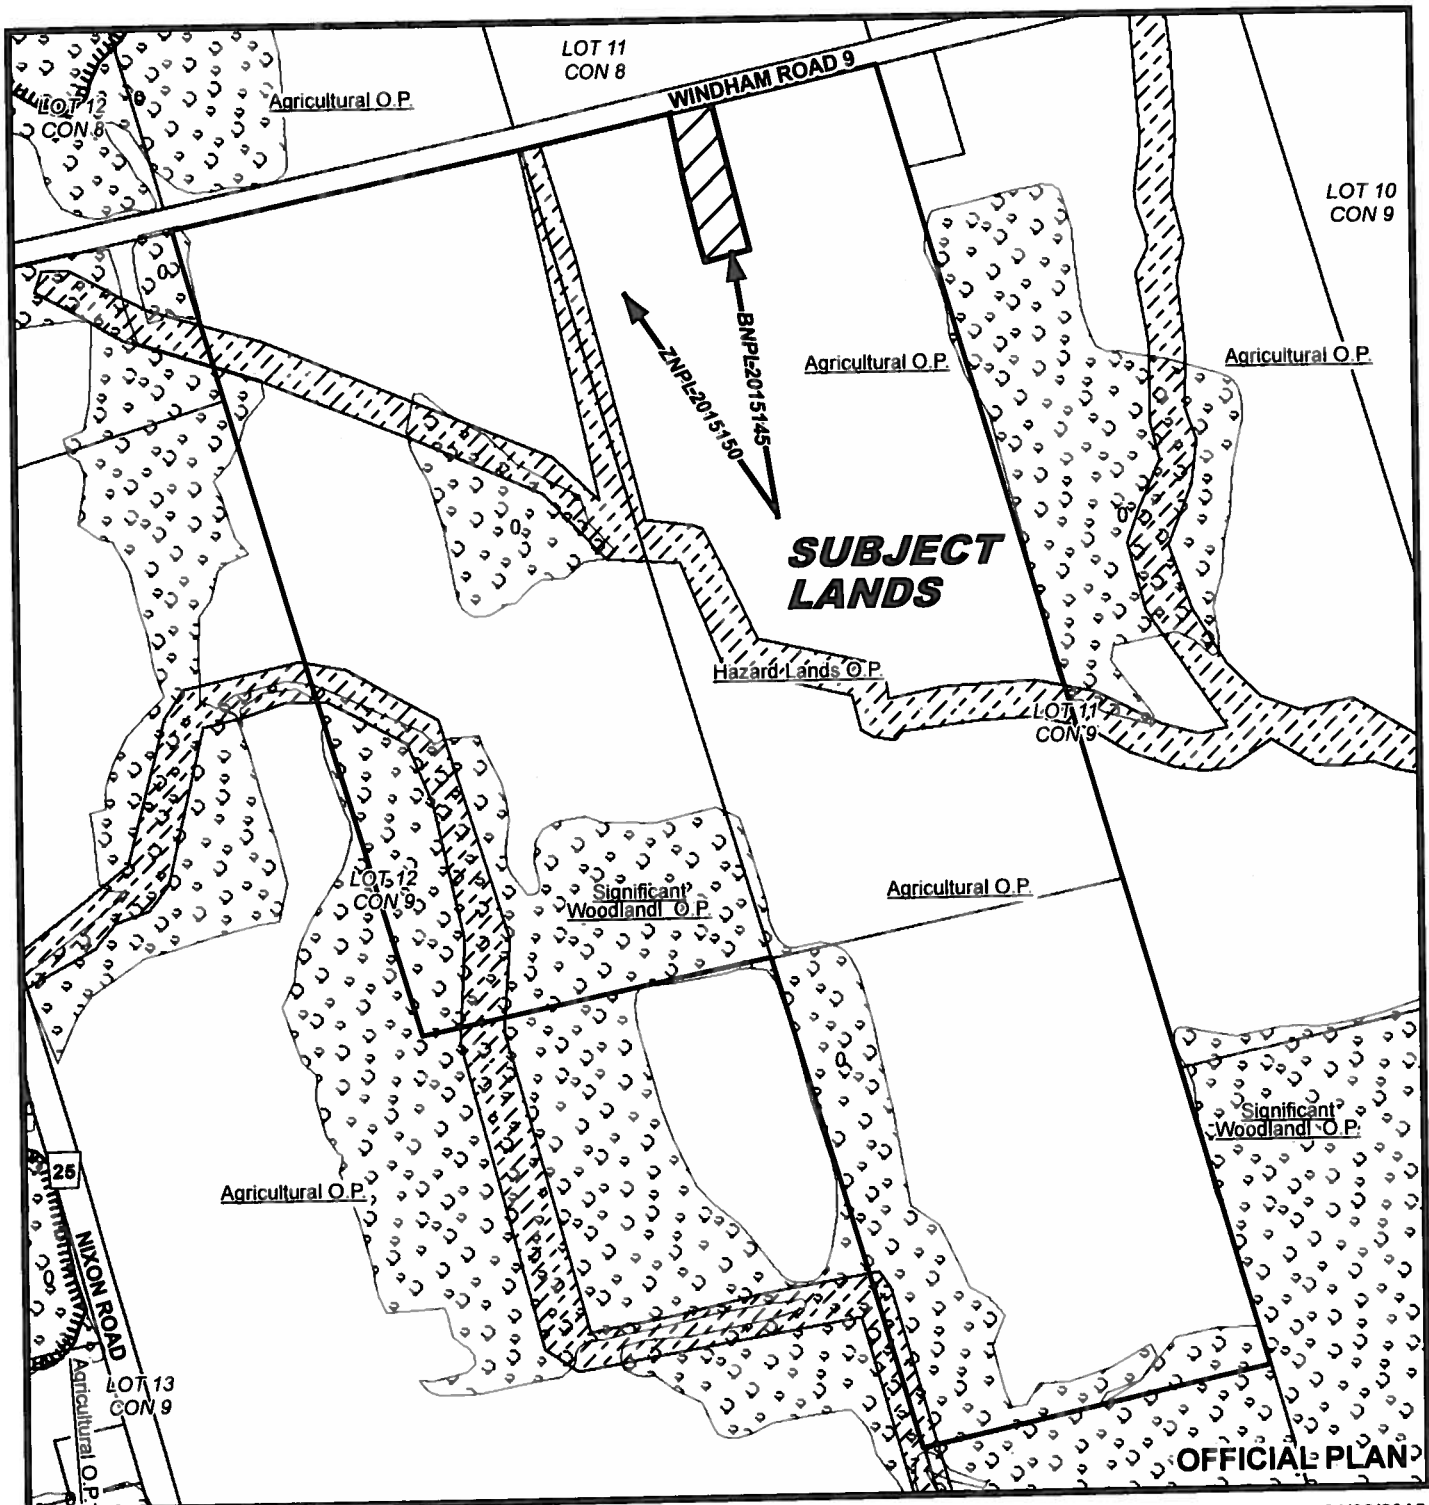 LOT 11
CON 8
WINDHAM ROAD 9
LOT 12
CON 8
Agricultural O.P.
LOT 10
CON 9
BNPL-2015145
ZNPL-2015150
Agricultural O.P.
Agricultural O.P.
SUBJECT
LANDS
Hazard Lands O.P.
LOT 11
CON 9
LOT 12
CON 9
Significant
Woodland O.P.
Agricultural O.P.
Significant
Woodland O.P.
25
Agricultural O.P.
NIXON ROAD
LOT 13
CON 9
Agricultural O.P.
OFFICIAL PLAN